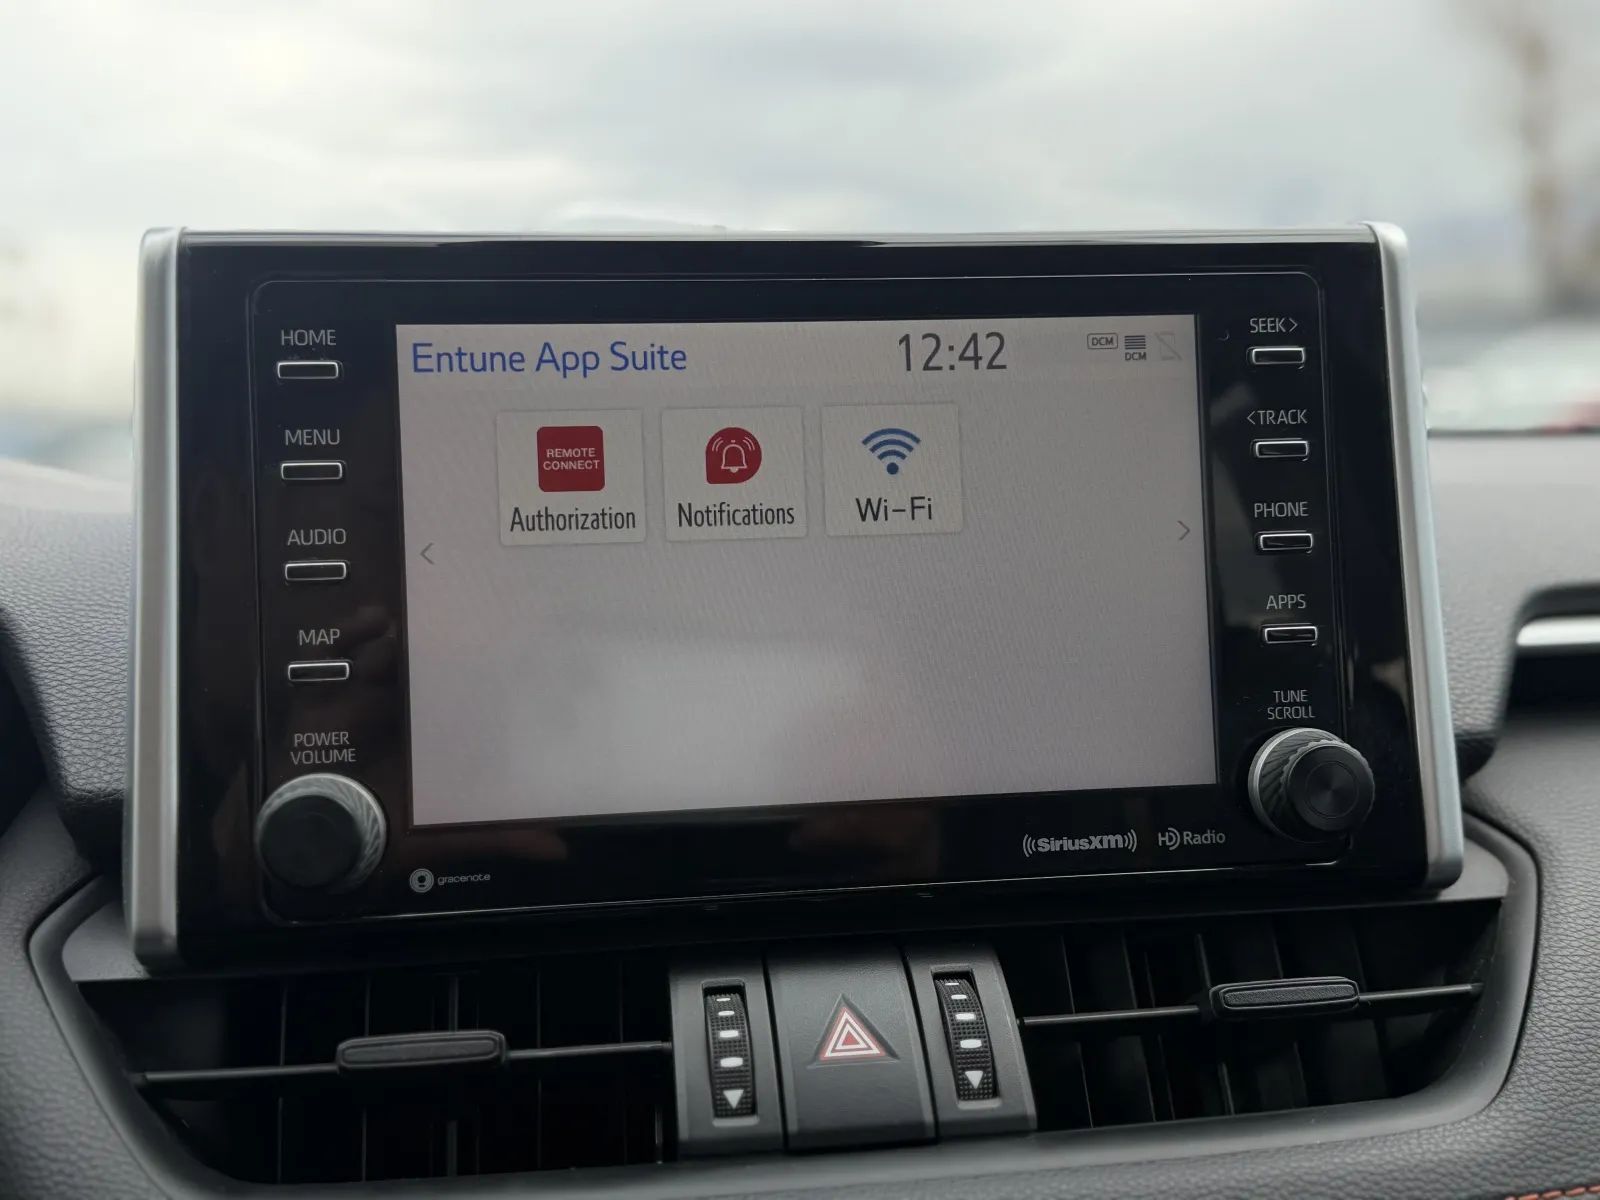 HOME
MENU
AUDIO
MAP
POWER
VOLUME
Entune App Suite
12:42
DCM
DCM
REMOTE
CONNECT
Authorization
Notifications
Wi-Fi
SEEK>
<TRACK
PHONE
APPS
TUNE
SCROLL
gracenote
SiriusXM
HD Radio